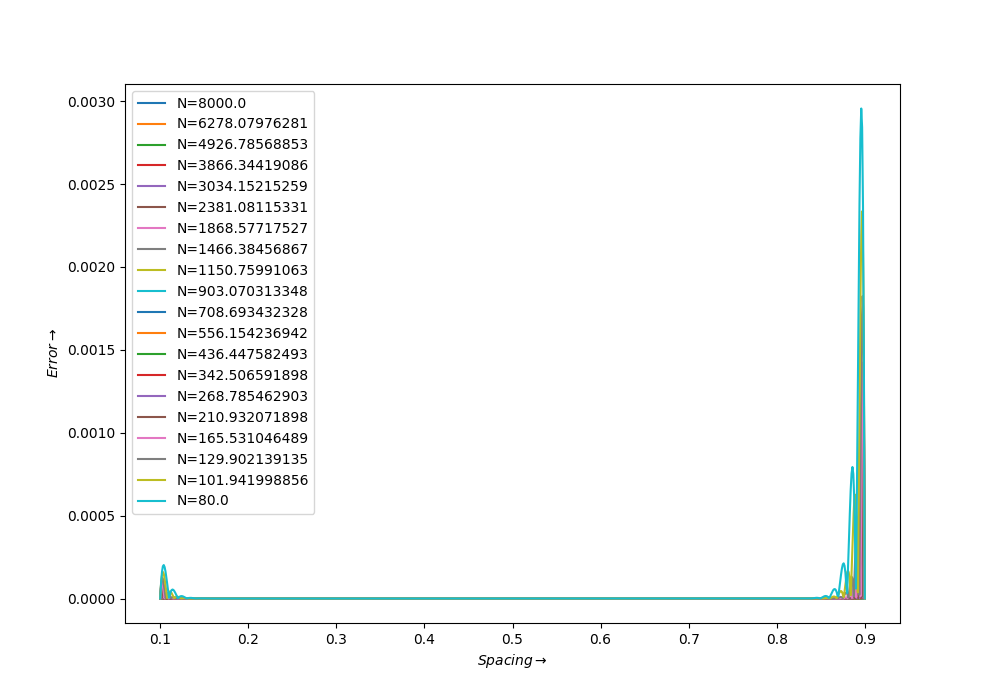 0.0030
0.0025
0.0020
0.0015
0.0010
0.0005
0.0000
Error→
N=8000.0
N=6278.07976281
N=4926.78568853
N=3866.34419086
N=3034.15215259
N=2381.08115331
N=1868.57717527
N=1466.38456867
N=1150.75991063
N=903.070313348
N=708.693432328
N=556.154236942
N=436.447582493
N=342.506591898
N=268.785462903
N=210.932071898
N=165.531046489
N=129.902139135
N=101.941998856
N=80.0
0.1 0.2 0.3 0.4 0.5 0.6 0.7 0.8 0.9
Spacing→